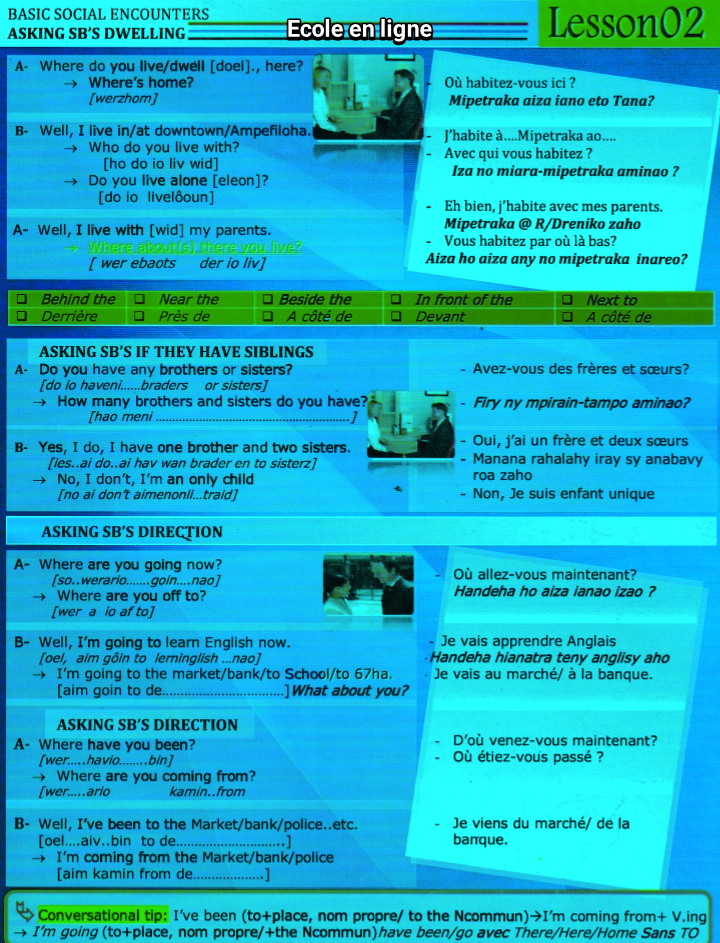 BASIC SOCIAL ENCOUNTERS
ASKING SB'S DWELLING
Ecole en ligne
Lesson02
A- Where do you live/dwell [doel]., here?
→ Where's home?
[werzhom]
B- Well, I live in/at downtown/Ampefiloha.
→ Who do you live with?
[ho do io liv wid]
→ Do you live alone [eleon]?
[do io livelôoun]
A- Well, I live with [wid] my parents.
→ Where about(s) there you live?
[ wer ebaots der io liv]
- Où habitez-vous ici ?
Mipetraka aiza iano eto Tana?
- J'habite à....Mipetraka ao....
- Avec qui vous habitez ?
Iza no miara-mipetraka aminao ?
- Eh bien, j'habite avec mes parents.
Mipetraka @ R/Dreniko zaho
- Vous habitez par où là bas?
Aiza ho aiza any no mipetraka inareo?
❑ Behind the ❑ Near the ❑ Beside the ❑ In front of the ❑ Next to
❑ Derrière ❑ Près de ❑ A côté de ❑ Devant ❑ A côté de
ASKING SB'S IF THEY HAVE SIBLINGS
A- Do you have any brothers or sisters?
[do io haveni......braders or sisters]
→ How many brothers and sisters do you have?
[hao meni ......................................................]
B- Yes, I do, I have one brother and two sisters.
[ies..ai do..ai hav wan brader en to sisterz]
→ No, I don't, I'm an only child
[no ai don't aimenonli...traid]
- Avez-vous des frères et sœurs?
- Firy ny mpirain-tampo aminao?
- Oui, j'ai un frère et deux sœurs
- Manana rahalahy iray sy anabavy
roa zaho
- Non, Je suis enfant unique
ASKING SB'S DIRECTION
A- Where are you going now?
[so..werario.......goin....nao]
→ Where are you off to?
[wer a io af to]
B- Well, I'm going to learn English now.
[oel, aim gôin to lerninglish ...nao]
→ I'm going to the market/bank/to School/to 67ha.
[aim goin to de................................] What about you?
- Où allez-vous maintenant?
Handeha ho aiza ianao izao ?
- Je vais apprendre Anglais
- Handeha hianatra teny anglisy aho
- Je vais au marché/ à la banque.
ASKING SB'S DIRECTION
A- Where have you been?
[wer.....havio........bin]
→ Where are you coming from?
[wer.....ario kamin..from
B- Well, I've been to the Market/bank/police..etc.
[oel....aiv..bin to de.............................]
→ I'm coming from the Market/bank/police
[aim kamin from de...................]
- D'où venez-vous maintenant?
- Où étiez-vous passé ?
- Je viens du marché/ de la
banque.
Conversational tip: I've been (to+place, nom propre/ to the Ncommun)→I'm coming from+ V.ing
→ I'm going (to+place, nom propre/+the Ncommun)have been/go avec There/Here/Home Sans TO